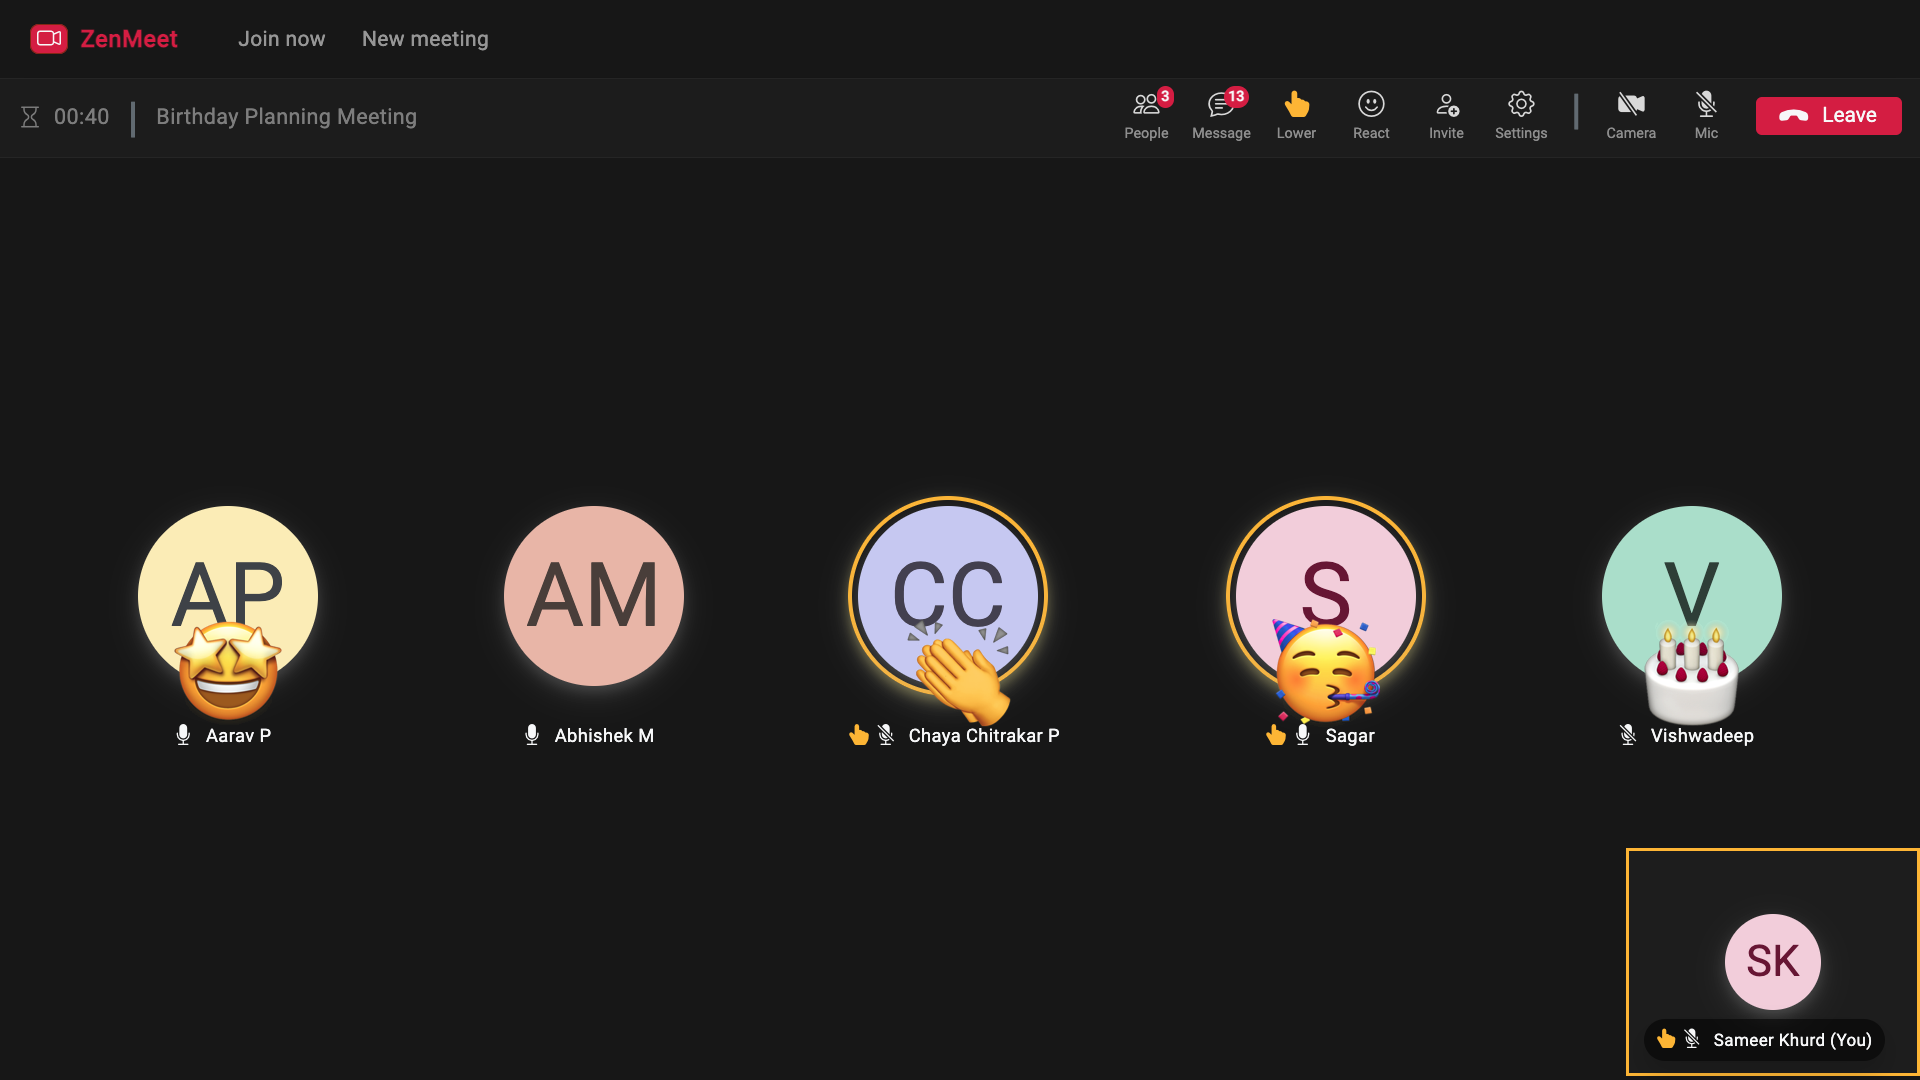 ZenMeet Join now New meeting
00:40 Birthday Planning Meeting
3 13
People Message Lower React Invite Settings Camera Mic Leave
AP AM CC S V
Aarav P Abhishek M Chaya Chitrakar P Sagar Vishwadeep
SK
Sameer Khurd (You)